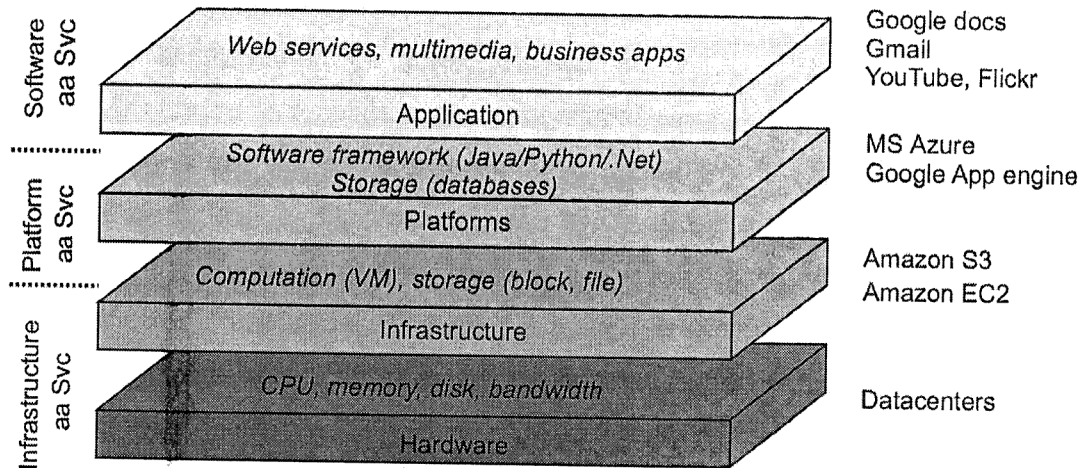 Software
aa Svc
Web services, multimedia, business apps
Application
Google docs
Gmail
YouTube, Flickr
Platform
aa Svc
Software framework (Java/Python/.Net)
Storage (databases)
Platforms
MS Azure
Google App engine
Infrastructure
aa Svc
Computation (VM), storage (block, file)
Infrastructure
Amazon S3
Amazon EC2
CPU, memory, disk, bandwidth
Hardware
Datacenters